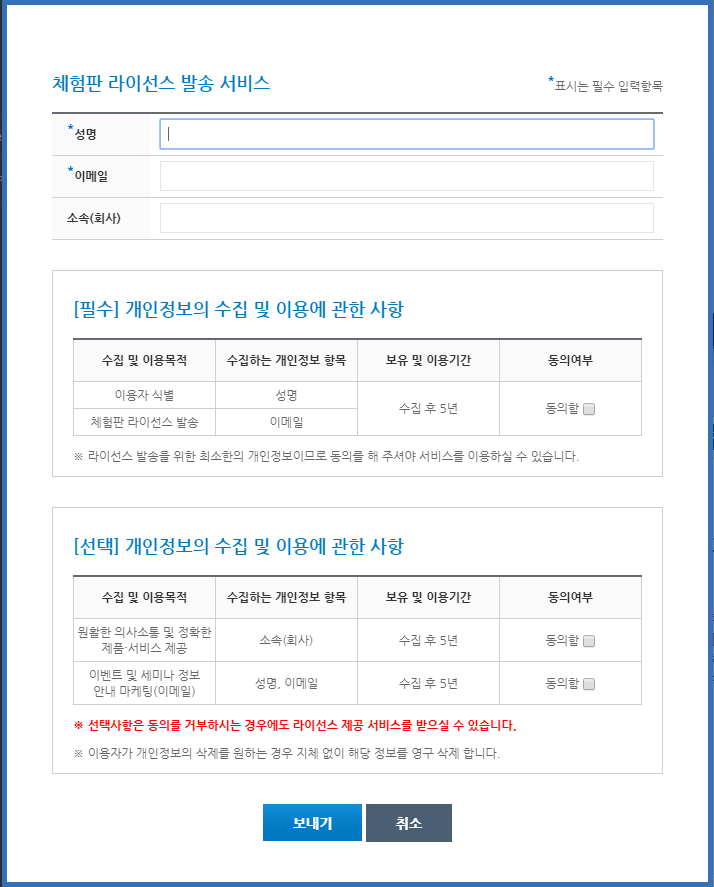 체험판 라이선스 발송 서비스
*표시는 필수 입력항목
*성명
*이메일
소속(회사)
[필수] 개인정보의 수집 및 이용에 관한 사항
수집 및 이용목적 수집하는 개인정보 항목 보유 및 이용기간 동의여부
이용자 식별 성명
수집 후 5년 동의함
체험판 라이선스 발송 이메일
※ 라이선스 발송을 위한 최소한의 개인정보이므로 동의를 해 주셔야 서비스를 이용하실 수 있습니다.
[선택] 개인정보의 수집 및 이용에 관한 사항
수집 및 이용목적 수집하는 개인정보 항목 보유 및 이용기간 동의여부
원활한 의사소통 및 정확한
제품·서비스 제공
소속(회사) 수집 후 5년 동의함
이벤트 및 세미나 정보
안내 마케팅(이메일)
성명, 이메일 수집 후 5년 동의함
※ 선택사항은 동의를 거부하시는 경우에도 라이선스 제공 서비스를 받으실 수 있습니다.
※ 이용자가 개인정보의 삭제를 원하는 경우 지체 없이 해당 정보를 영구 삭제 합니다.
보내기 취소